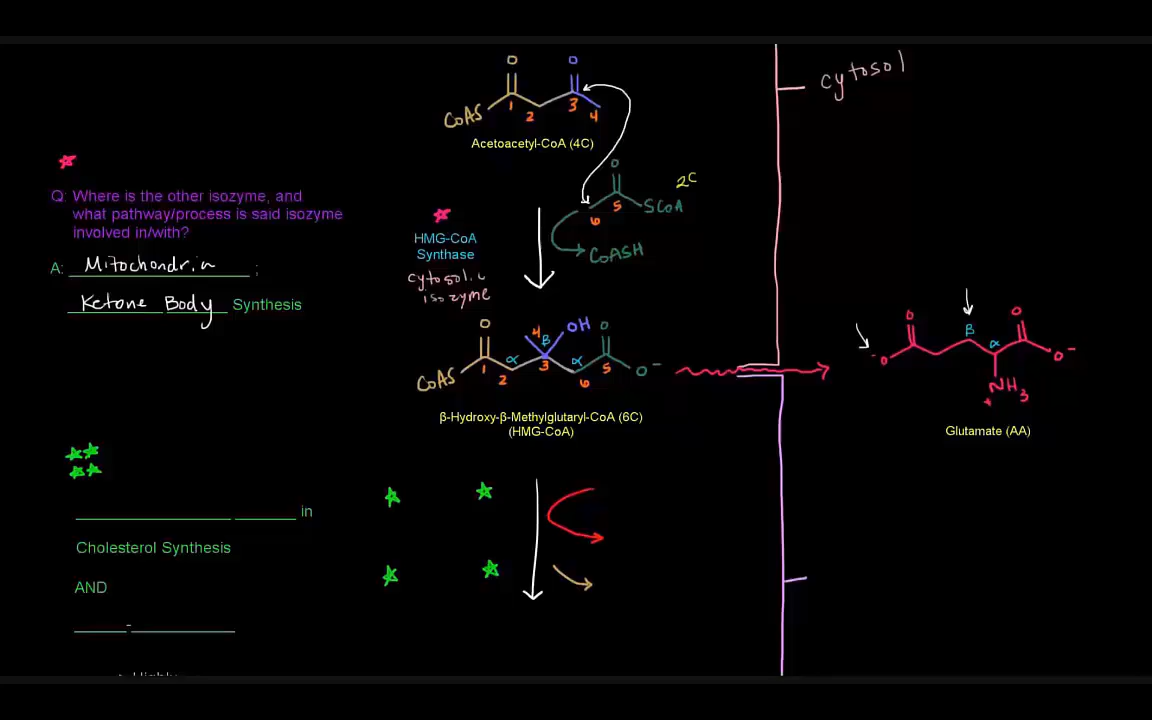 cytosol
O O
CoAS 1 2 3 4
Acetoacetyl-CoA (4C)
O
2C
6 5 SCoA
CoASH
Q: Where is the other isozyme, and
what pathway/process is said isozyme
involved in/with?
A: Mitochondria ;
Ketone Body Synthesis
HMG-CoA
Synthase
cytosolic
isozyme
O 4 β OH O
CoAS 1 2 α 3 α 6 5 O −
β-Hydroxy-β-Methylglutaryl-CoA (6C)
(HMG-CoA)
O β α O
- O O -
NH3
+
Glutamate (AA)
in
Cholesterol Synthesis
AND
-